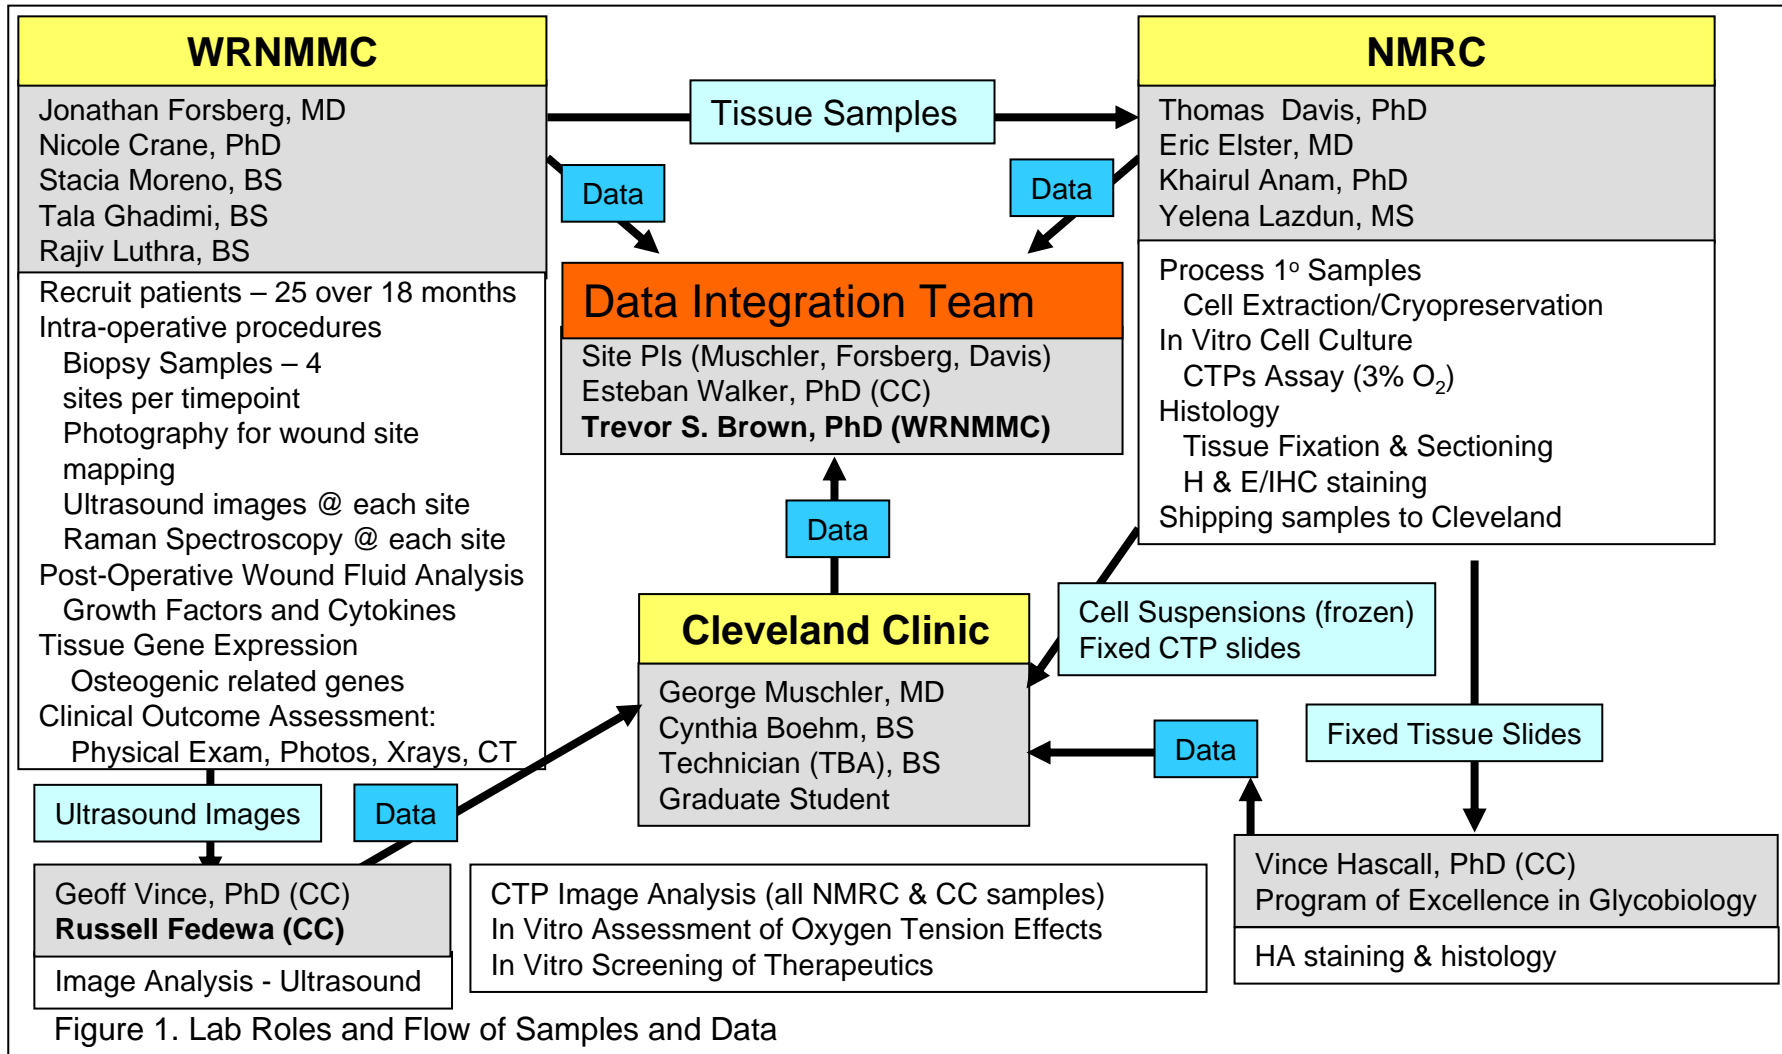 WRNMMC
Jonathan Forsberg, MD
Nicole Crane, PhD
Stacia Moreno, BS
Tala Ghadimi, BS
Rajiv Luthra, BS
Recruit patients – 25 over 18 months
Intra-operative procedures
Biopsy Samples – 4
sites per timepoint
Photography for wound site
mapping
Ultrasound images @ each site
Raman Spectroscopy @ each site
Post-Operative Wound Fluid Analysis
Growth Factors and Cytokines
Tissue Gene Expression
Osteogenic related genes
Clinical Outcome Assessment:
Physical Exam, Photos, Xrays, CT
Tissue Samples
Data
Data
NMRC
Thomas  Davis, PhD
Eric Elster, MD
Khairul Anam, PhD
Yelena Lazdun, MS
Process 1º Samples
Cell Extraction/Cryopreservation
In Vitro Cell Culture
CTPs Assay (3% O₂)
Histology
Tissue Fixation & Sectioning
H & E/IHC staining
Shipping samples to Cleveland
Data Integration Team
Site PIs (Muschler, Forsberg, Davis)
Esteban Walker, PhD (CC)
Trevor S. Brown, PhD (WRNMMC)
Data
Cleveland Clinic
George Muschler, MD
Cynthia Boehm, BS
Technician (TBA), BS
Graduate Student
Cell Suspensions (frozen)
Fixed CTP slides
Data
Fixed Tissue Slides
Ultrasound Images
Data
Geoff Vince, PhD (CC)
Russell Fedewa (CC)
Image Analysis - Ultrasound
CTP Image Analysis (all NMRC & CC samples)
In Vitro Assessment of Oxygen Tension Effects
In Vitro Screening of Therapeutics
Vince Hascall, PhD (CC)
Program of Excellence in Glycobiology
HA staining & histology
Figure 1. Lab Roles and Flow of Samples and Data